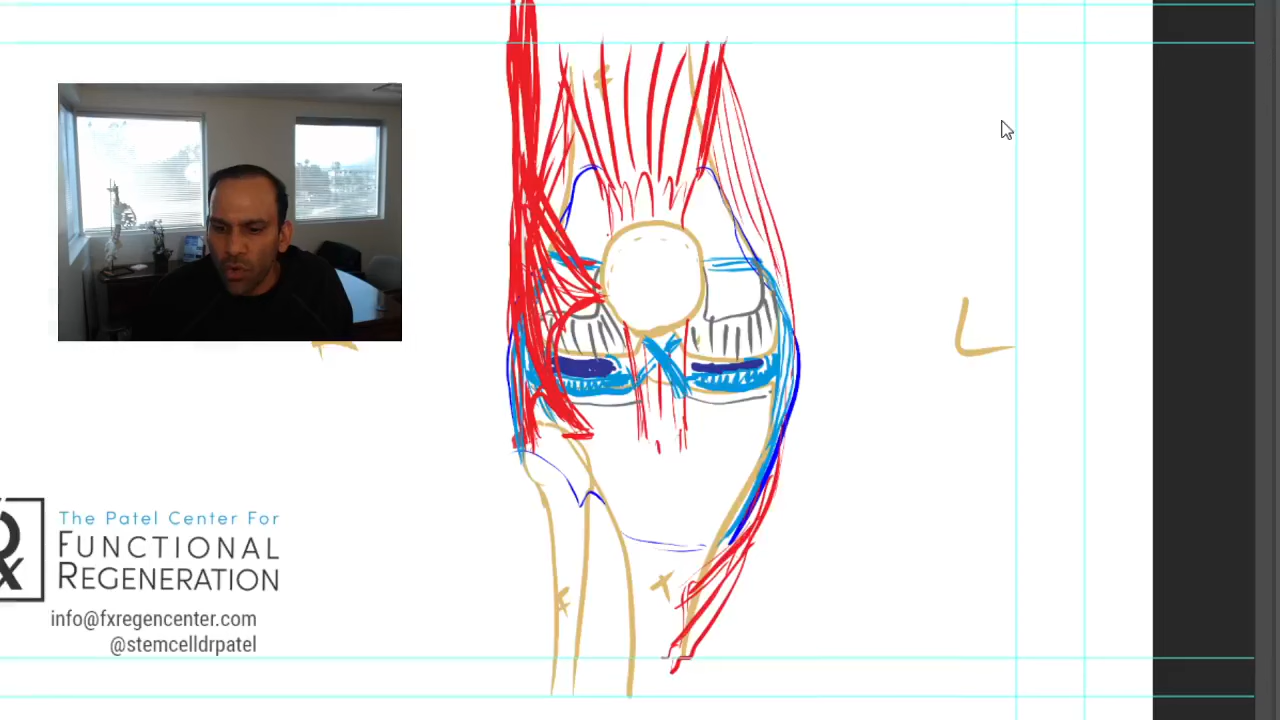 f
L
The Patel Center For
FUNCTIONAL
REGENERATION
info@fxregencenter.com
@stemcelldrpatel
f
T